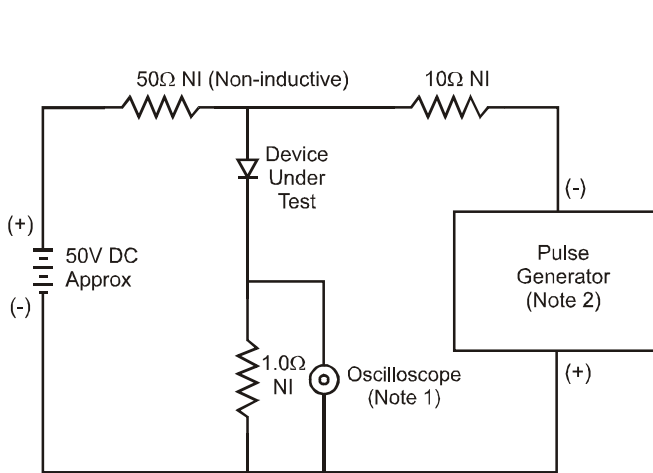 50Ω NI (Non-inductive)
10Ω NI
Device
Under
Test
(-)
(+)
50V DC
Approx
(-)
Pulse
Generator
(Note 2)
1.0Ω
NI
Oscilloscope
(Note 1)
(+)